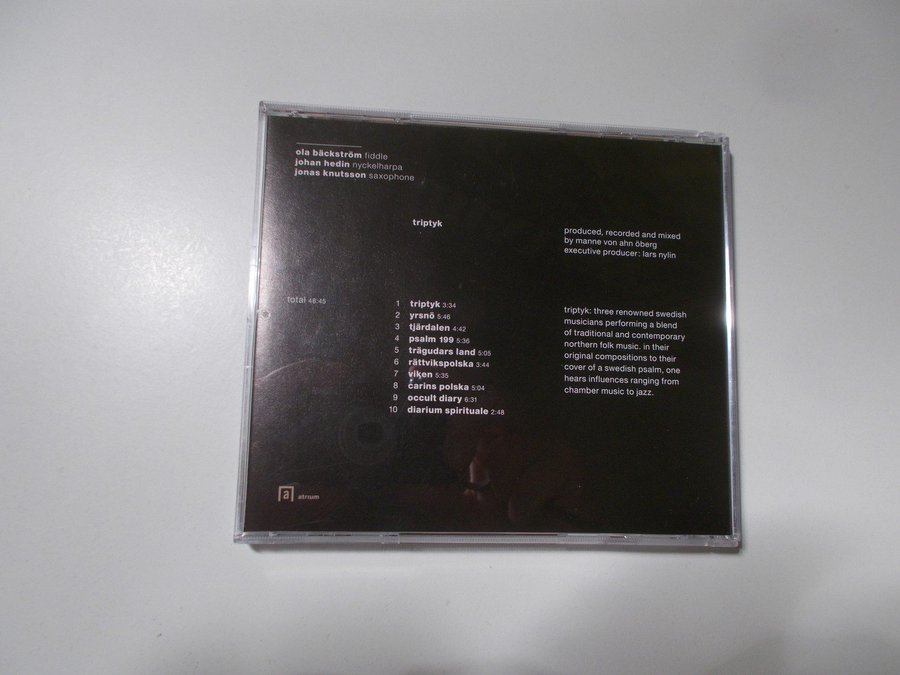 ola bäckström fiddle
johan hedin nyckelharpa
jonas knutsson saxophone
triptyk
produced, recorded and mixed
by manne von ahn öberg
executive producer: lars nylin
total 46:45
1 triptyk 3:34
2 yrsnö 5:46
3 tjärdalen 4:42
4 psalm 199 5:36
5 trägudars land 5:05
6 rättvikspolska 3:44
7 viken 5:35
8 carins polska 5:04
9 occult diary 6:31
10 diarium spirituale 2:48
triptyk: three renowned swedish
musicians performing a blend
of traditional and contemporary
northern folk music. in their
original compositions to their
cover of a swedish psalm, one
hears influences ranging from
chamber music to jazz.
a atrium